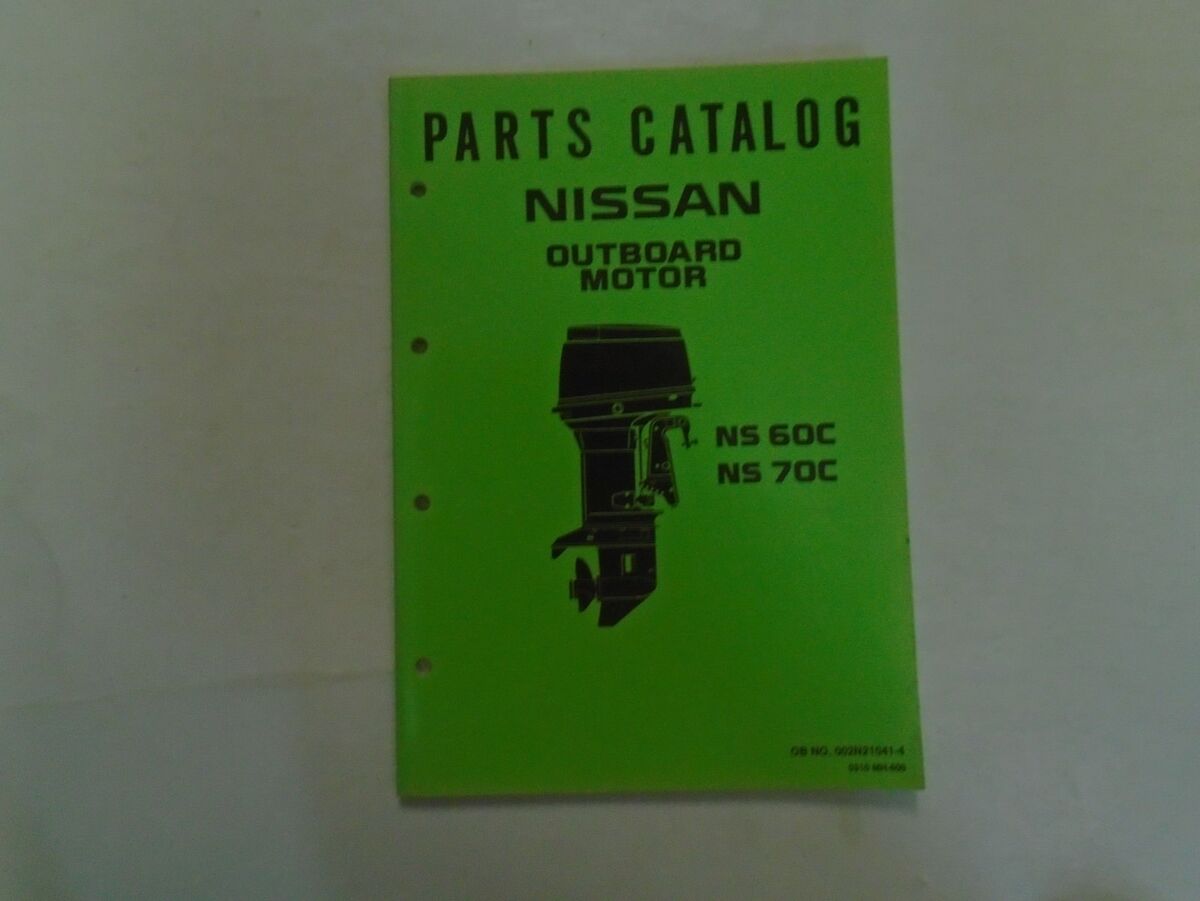 PARTS CATALOG
NISSAN
OUTBOARD
MOTOR
NS 60C
NS 70C
OB NO. 002N21041-4